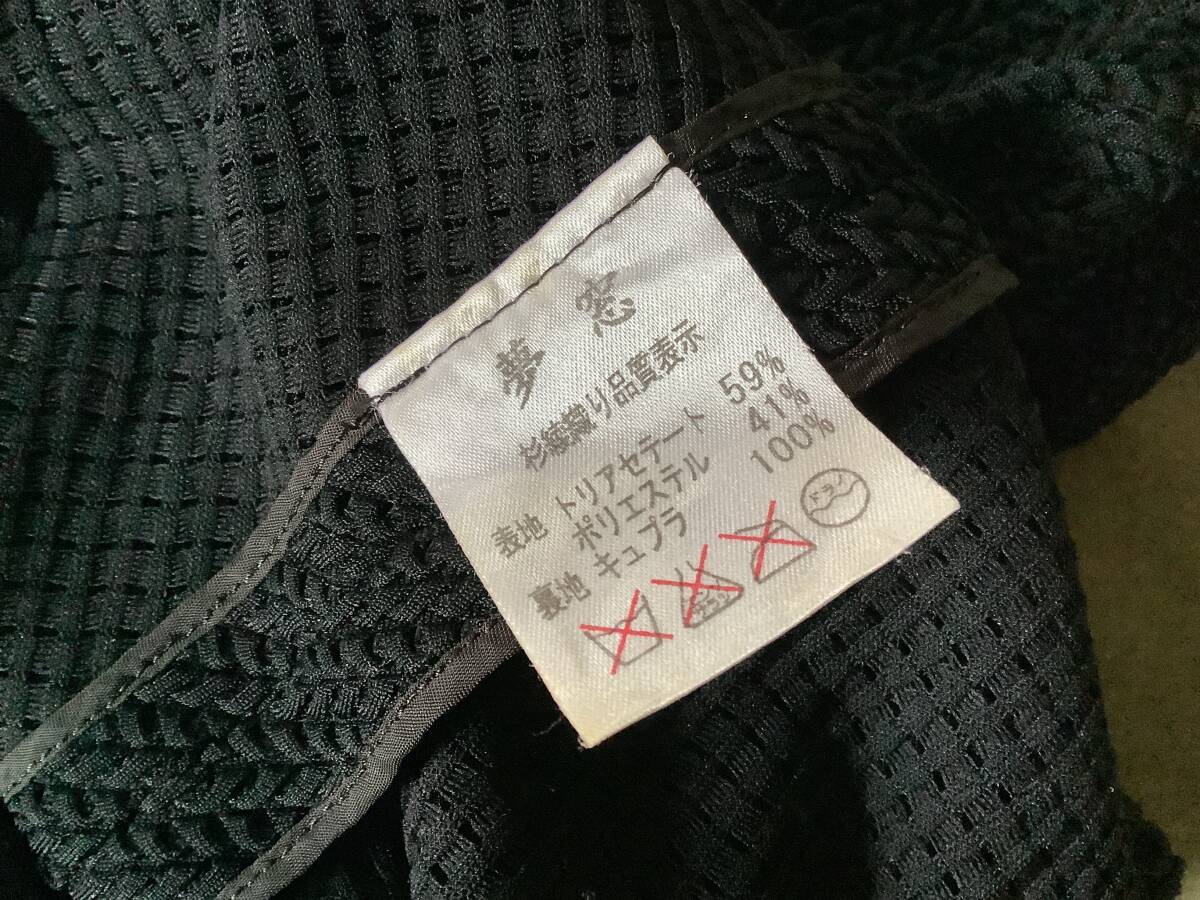 夢窓
杉綾織り品質表示
表地 トリアセテート 59%
ポリエステル 41%
裏地 キュプラ 100%
ドライ